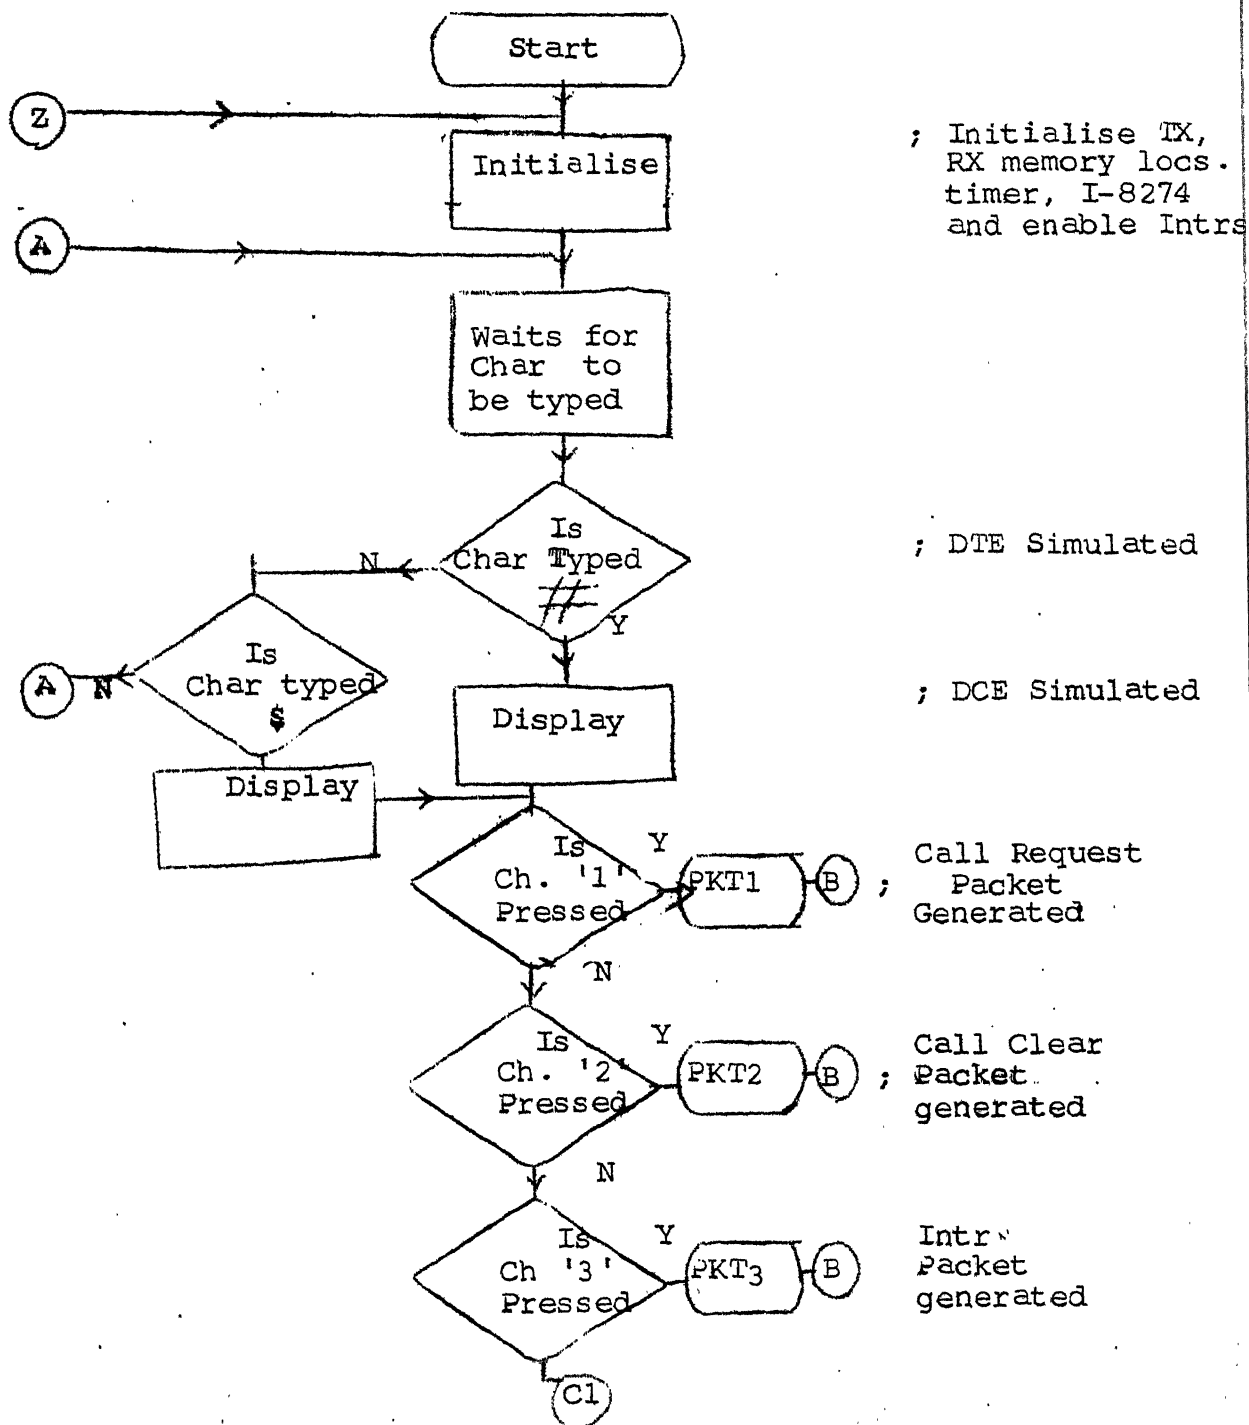 Start
Z
Initialise
; Initialise TX,
RX memory locs.
timer, I-8274
and enable Intrs
A
Waits for
Char to
be typed
Is
Char Typed
#
N
Y
; DTE Simulated
Is
Char typed
$
A
N
Display
; DCE Simulated
Display
Is
Ch. '1'
Pressed
Y
PKT1
B
; Call Request
Packet
Generated
N
Is
Ch. '2'
Pressed
Y
PKT2
B
; Call Clear
Packet
generated
N
Is
Ch '3'
Pressed
Y
PKT3
B
Intr
Packet
generated
C1